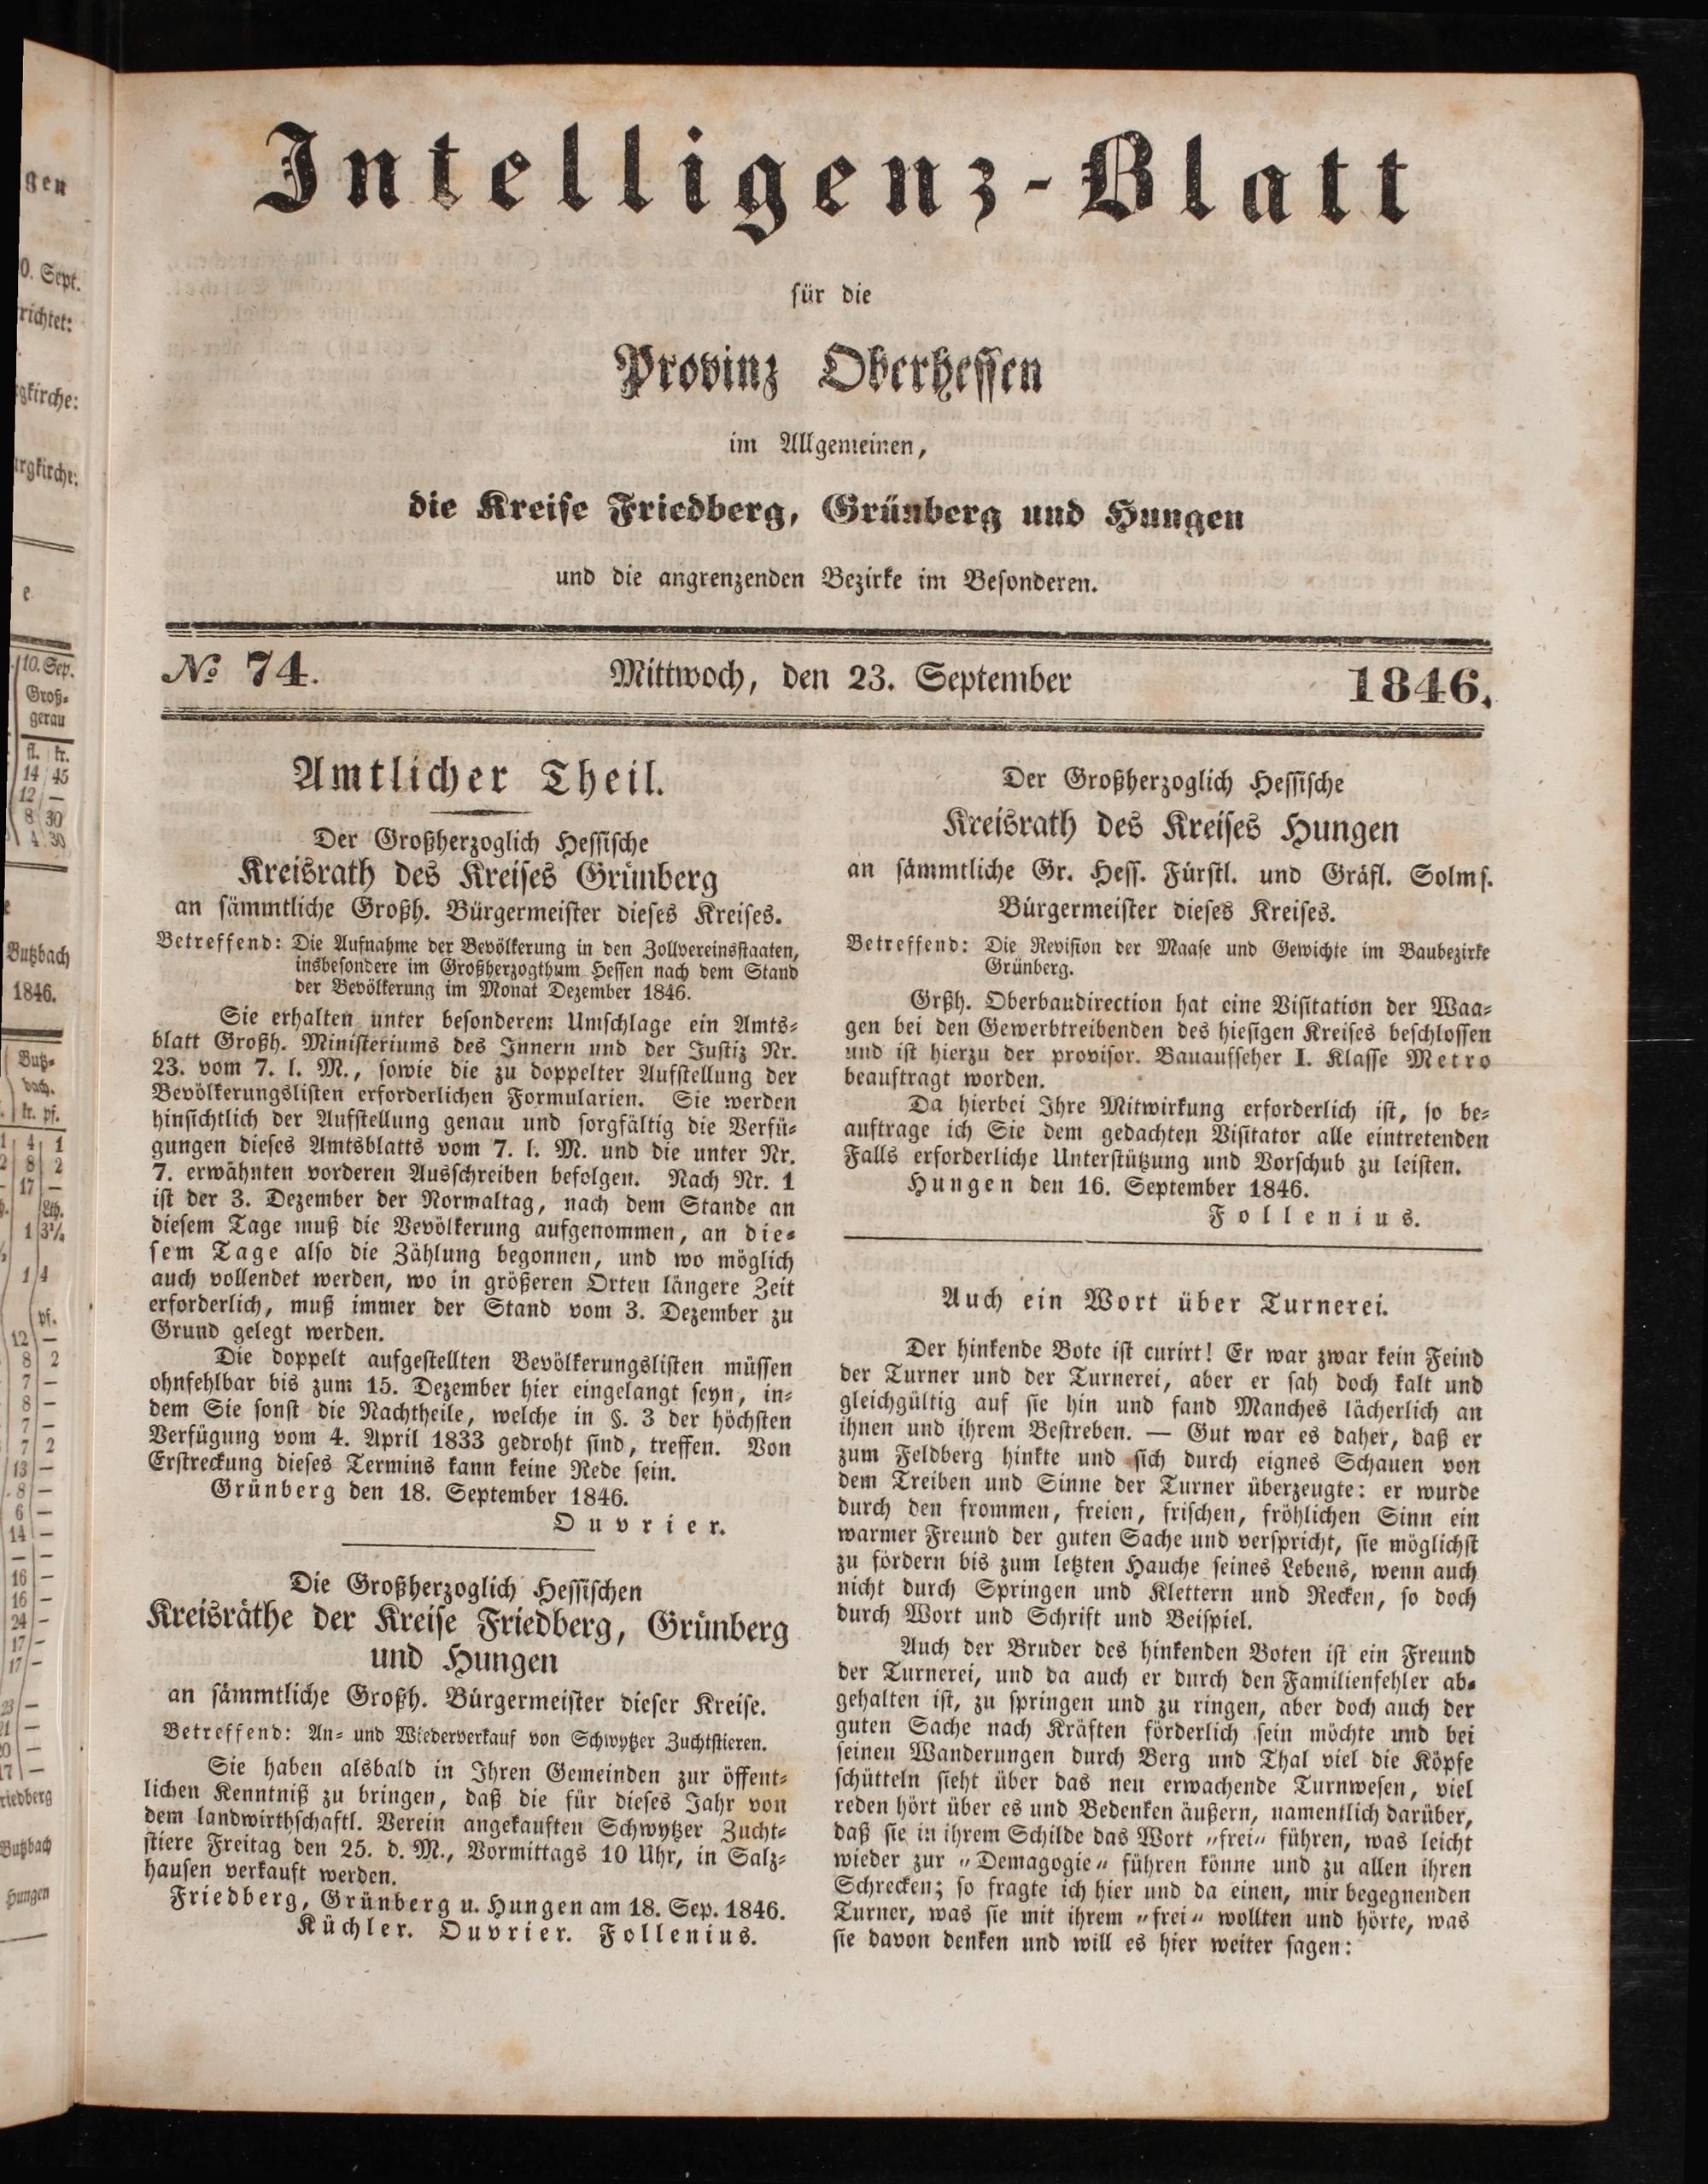 Intelligenz-Blatt
für die
Provinz Oberhessen
im Allgemeinen,
die Kreise Friedberg, Grünberg und Hungen
und die angrenzenden Bezirke im Besonderen.
№ 74. Mittwoch, den 23. September 1846.
Amtlicher Theil.
Der Großherzoglich Hessische
Kreisrath des Kreises Grünberg
an sämmtliche Großh. Bürgermeister dieses Kreises.
Betreffend: Die Aufnahme der Bevölkerung in den Zollvereinsstaaten,
insbesondere im Großherzogthum Hessen nach dem Stand
der Bevölkerung im Monat Dezember 1846.
Sie erhalten unter besonderem Umschlage ein Amts-
blatt Großh. Ministeriums des Innern und der Justiz Nr.
23. vom 7. l. M., sowie die zu doppelter Aufstellung der
Bevölkerungslisten erforderlichen Formularien. Sie werden
hinsichtlich der Aufstellung genau und sorgfältig die Verfü-
gungen dieses Amtsblatts vom 7. l. M. und die unter Nr.
7. erwähnten vorderen Ausschreiben befolgen. Nach Nr. 1
ist der 3. Dezember der Normaltag, nach dem Stande an
diesem Tage muß die Bevölkerung aufgenommen, an die-
sem Tage also die Zählung begonnen, und wo möglich
auch vollendet werden, wo in größeren Orten längere Zeit
erforderlich, muß immer der Stand vom 3. Dezember zu
Grund gelegt werden.
Die doppelt aufgestellten Bevölkerungslisten müssen
ohnfehlbar bis zum 15. Dezember hier eingelangt seyn, in-
dem Sie sonst die Nachtheile, welche in §. 3 der höchsten
Verfügung vom 4. April 1833 gedroht sind, treffen. Von
Erstreckung dieses Termins kann keine Rede sein.
Grünberg den 18. September 1846.
Ouvrier.
Die Großherzoglich Hessischen
Kreisräthe der Kreise Friedberg, Grünberg
und Hungen
an sämmtliche Großh. Bürgermeister dieser Kreise.
Betreffend: An- und Wiederverkauf von Schwytzer Zuchtstieren.
Sie haben alsbald in Ihren Gemeinden zur öffent-
lichen Kenntniß zu bringen, daß die für dieses Jahr von
dem landwirthschaftl. Verein angekauften Schwytzer Zucht-
stiere Freitag den 25. d. M., Vormittags 10 Uhr, in Salz-
hausen verkauft werden.
Friedberg, Grünberg u. Hungen am 18. Sep. 1846.
Küchler. Ouvrier. Follenius.
Der Großherzoglich Hessische
Kreisrath des Kreises Hungen
an sämmtliche Gr. Hess. Fürstl. und Gräfl. Solms.
Bürgermeister dieses Kreises.
Betreffend: Die Revision der Maase und Gewichte im Baubezirke
Grünberg.
Grßh. Oberbaudirection hat eine Visitation der Waa-
gen bei den Gewerbtreibenden des hiesigen Kreises beschlossen
und ist hierzu der provisor. Bauaufseher I. Klasse Metro
beauftragt worden.
Da hierbei Ihre Mitwirkung erforderlich ist, so be-
auftrage ich Sie dem gedachten Visitator alle eintretenden
Falls erforderliche Unterstützung und Vorschub zu leisten.
Hungen den 16. September 1846.
Follenius.
Auch ein Wort über Turnerei.
Der hinkende Bote ist curirt! Er war zwar kein Feind
der Turner und der Turnerei, aber er sah doch kalt und
gleichgültig auf sie hin und fand Manches lächerlich an
ihnen und ihrem Bestreben. — Gut war es daher, daß er
zum Feldberg hinkte und sich durch eignes Schauen von
dem Treiben und Sinne der Turner überzeugte: er wurde
durch den frommen, freien, frischen, fröhlichen Sinn ein
warmer Freund der guten Sache und verspricht, sie möglichst
zu fördern bis zum letzten Hauche seines Lebens, wenn auch
nicht durch Springen und Klettern und Recken, so doch
durch Wort und Schrift und Beispiel.
Auch der Bruder des hinkenden Boten ist ein Freund
der Turnerei, und da auch er durch den Familienfehler ab-
gehalten ist, zu springen und zu ringen, aber doch auch der
guten Sache nach Kräften förderlich sein möchte und bei
seinen Wanderungen durch Berg und Thal viel die Köpfe
schütteln sieht über das neu erwachende Turnwesen, viel
reden hört über es und Bedenken äußern, namentlich darüber,
daß sie in ihrem Schilde das Wort „frei„ führen, was leicht
wieder zur „Demagogie„ führen könne und zu allen ihren
Schrecken; so fragte ich hier und da einen, mir begegnenden
Turner, was sie mit ihrem „frei„ wollten und hörte, was
sie davon denken und will es hier weiter sagen: